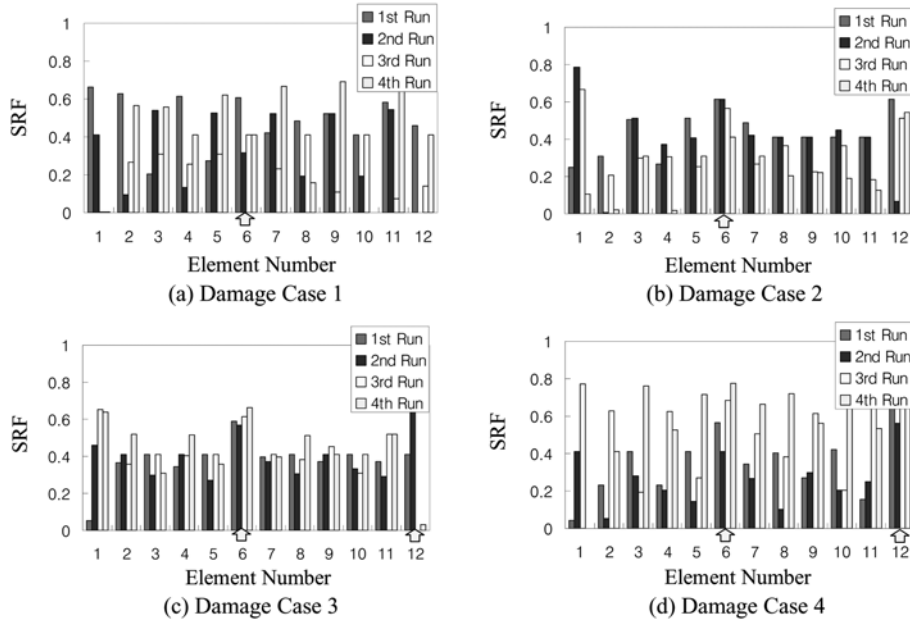 1
0.8
0.6
0.4
0.2
0
SRF
1st Run
2nd Run
3rd Run
4th Run
1 2 3 4 5 6 7 8 9 10 11 12
Element Number
(a) Damage Case 1
1
0.8
0.6
0.4
0.2
0
SRF
1st Run
2nd Run
3rd Run
4th Run
1 2 3 4 5 6 7 8 9 10 11 12
Element Number
(b) Damage Case 2
1
0.8
0.6
0.4
0.2
0
SRF
1st Run
2nd Run
3rd Run
4th Run
1 2 3 4 5 6 7 8 9 10 11 12
Element Number
(c) Damage Case 3
1
0.8
0.6
0.4
0.2
0
SRF
1st Run
2nd Run
3rd Run
4th Run
1 2 3 4 5 6 7 8 9 10 11 12
Element Number
(d) Damage Case 4